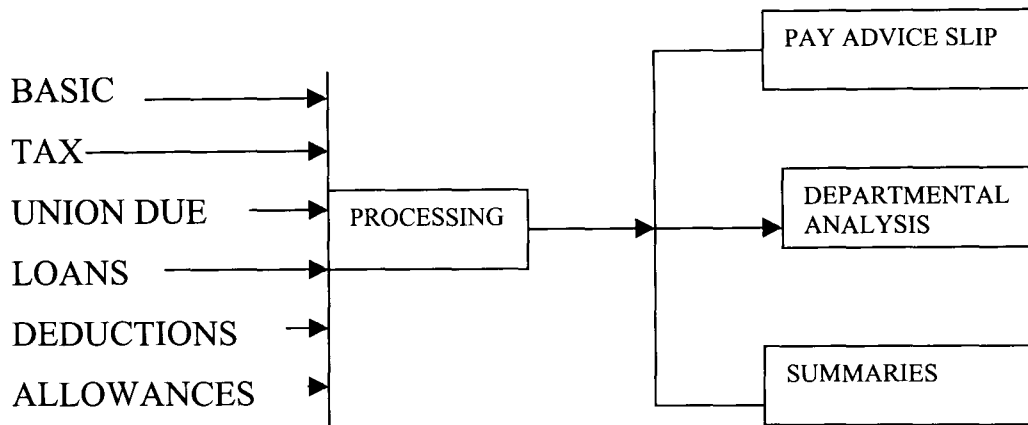 BASIC
TAX
UNION DUE
LOANS
DEDUCTIONS
ALLOWANCES
PROCESSING
PAY ADVICE SLIP
DEPARTMENTAL
ANALYSIS
SUMMARIES